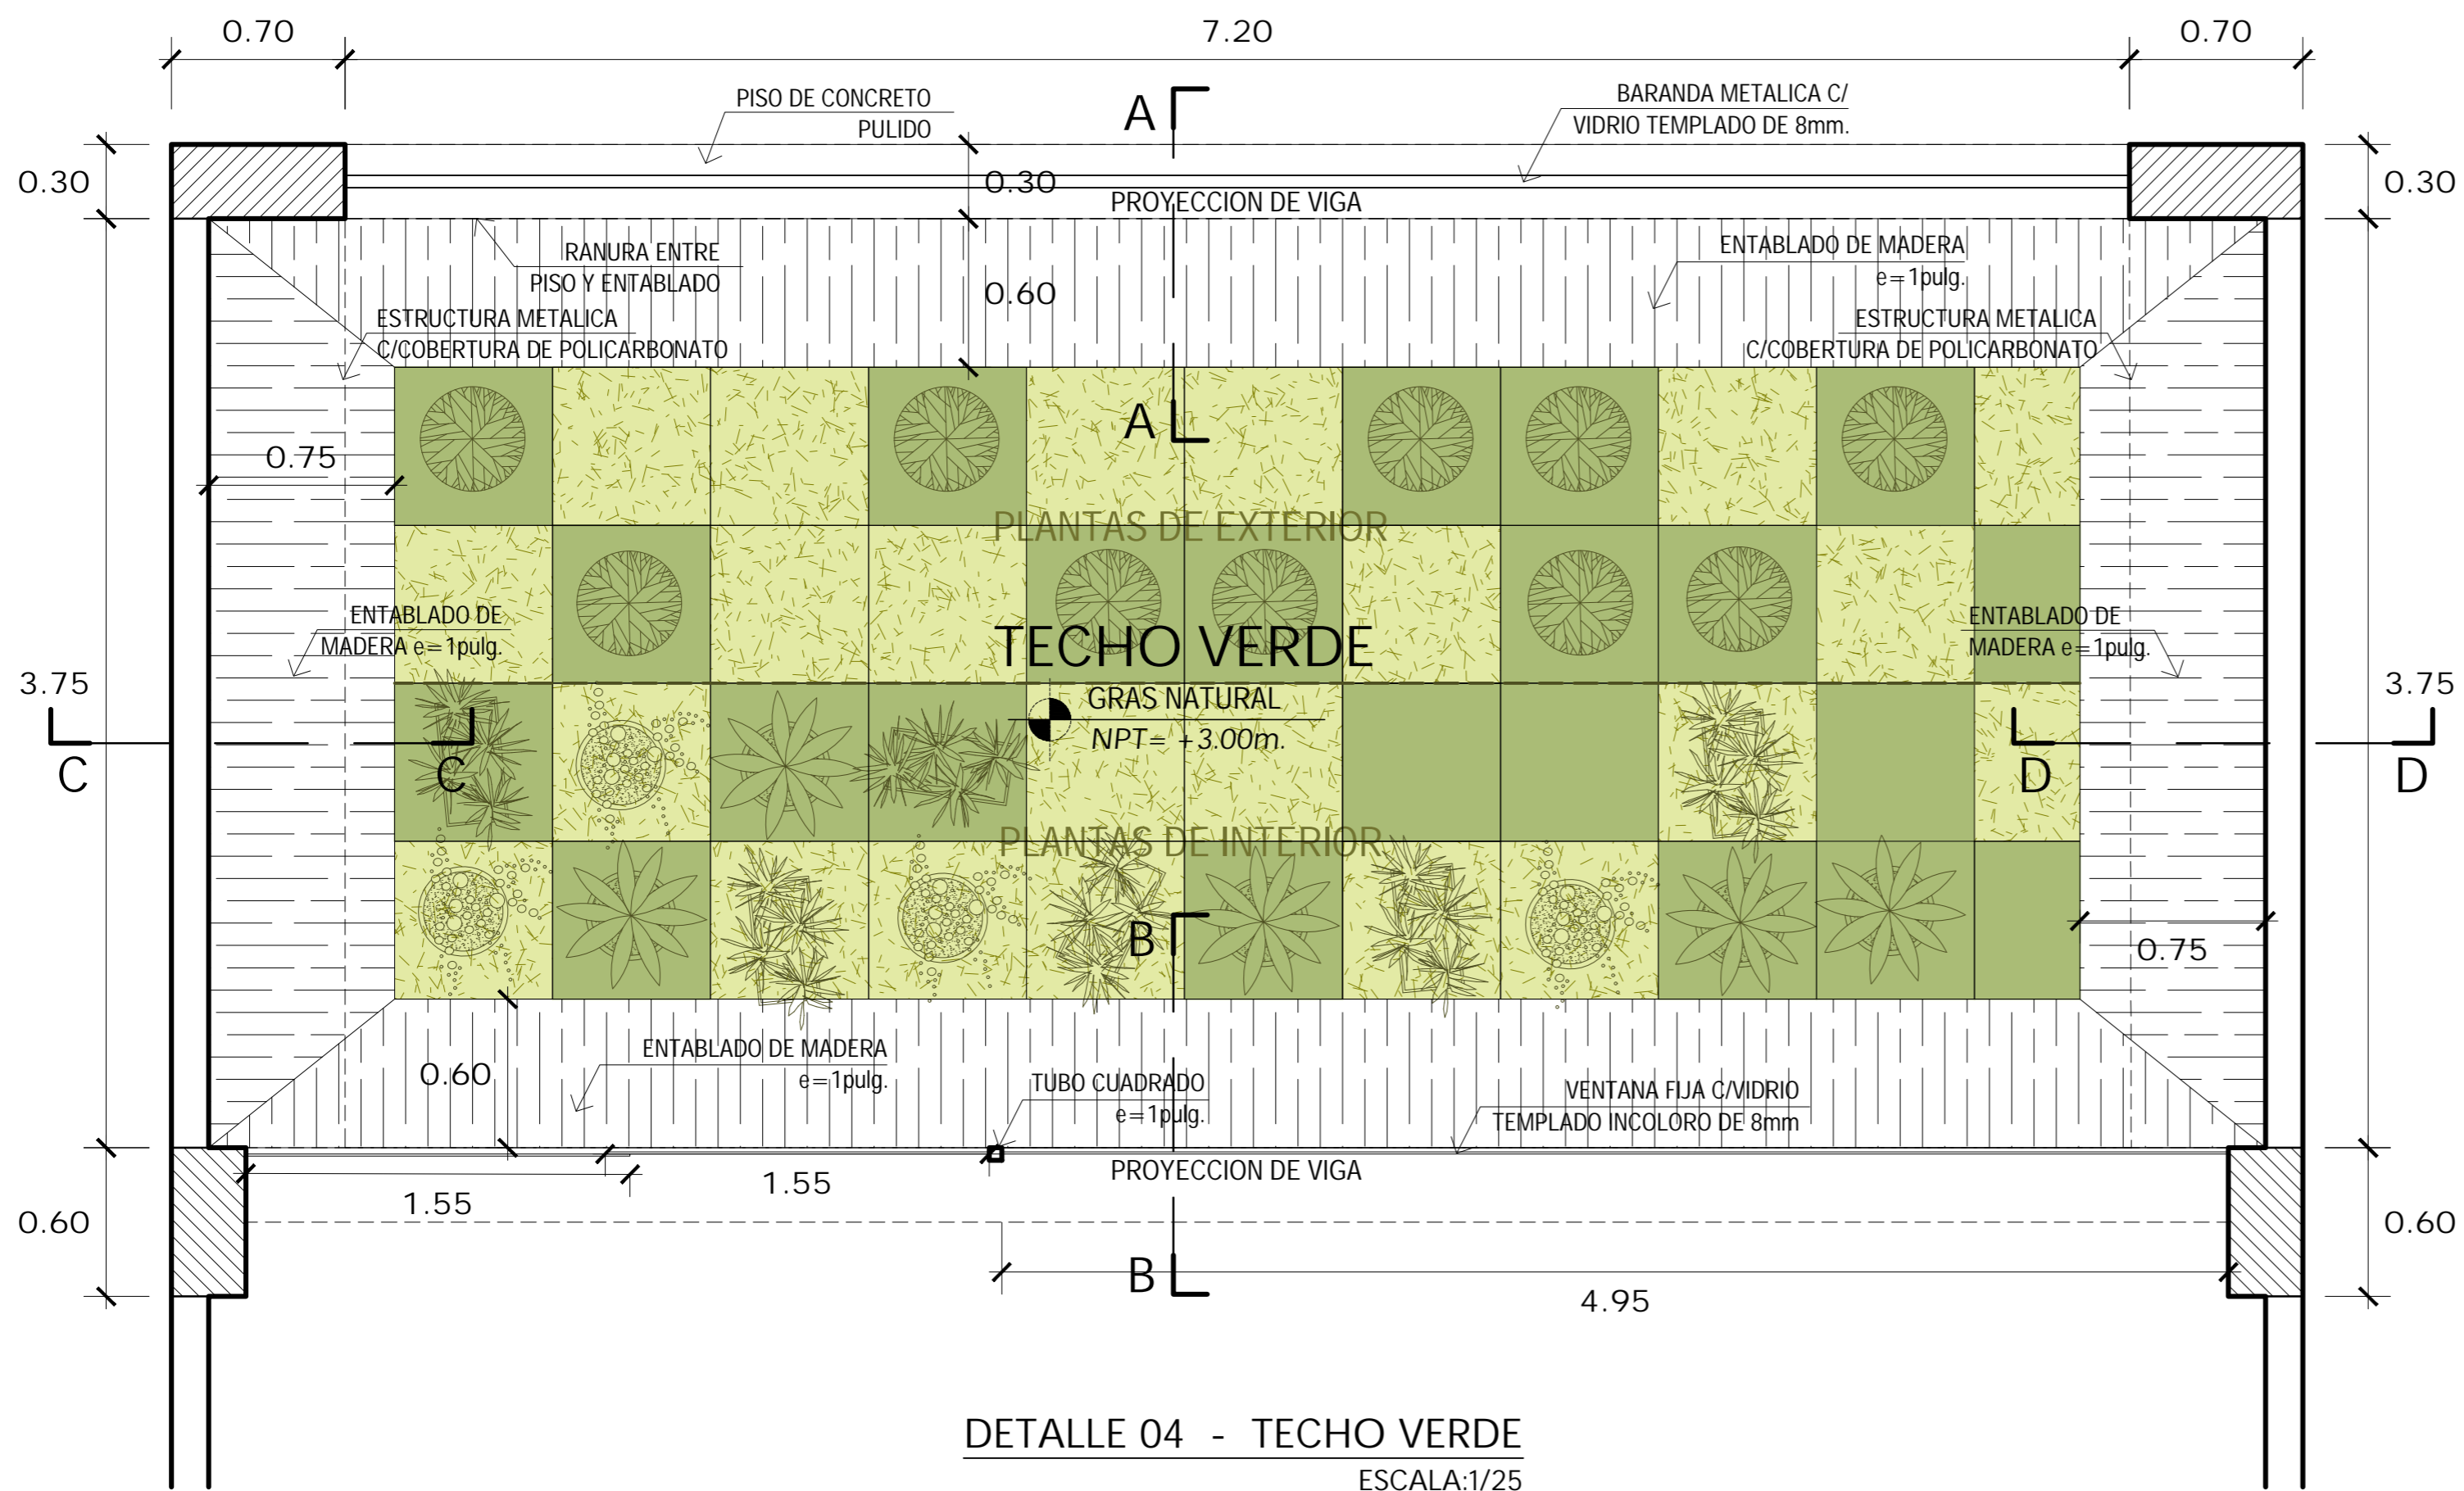 0.70
7.20
0.70
PISO DE CONCRETO
PULIDO
A
BARANDA METALICA C/
VIDRIO TEMPLADO DE 8mm.
0.30
0.30
0.30
PROYECCION DE VIGA
RANURA ENTRE
PISO Y ENTABLADO
0.60
ENTABLADO DE MADERA
e=1pulg.
ESTRUCTURA METALICA
C/COBERTURA DE POLICARBONATO
ESTRUCTURA METALICA
C/COBERTURA DE POLICARBONATO
A
0.75
PLANTAS DE EXTERIOR
ENTABLADO DE
MADERA e=1pulg.
TECHO VERDE
ENTABLADO DE
MADERA e=1pulg.
3.75
GRAS NATURAL
NPT= +3.00m.
3.75
C
C
D
D
PLANTAS DE INTERIOR
B
0.75
ENTABLADO DE MADERA
e=1pulg.
0.60
TUBO CUADRADO
e=1pulg.
VENTANA FIJA C/VIDRIO
TEMPLADO INCOLORO DE 8mm
PROYECCION DE VIGA
1.55
1.55
0.60
0.60
B
4.95
DETALLE 04 - TECHO VERDE
ESCALA:1/25